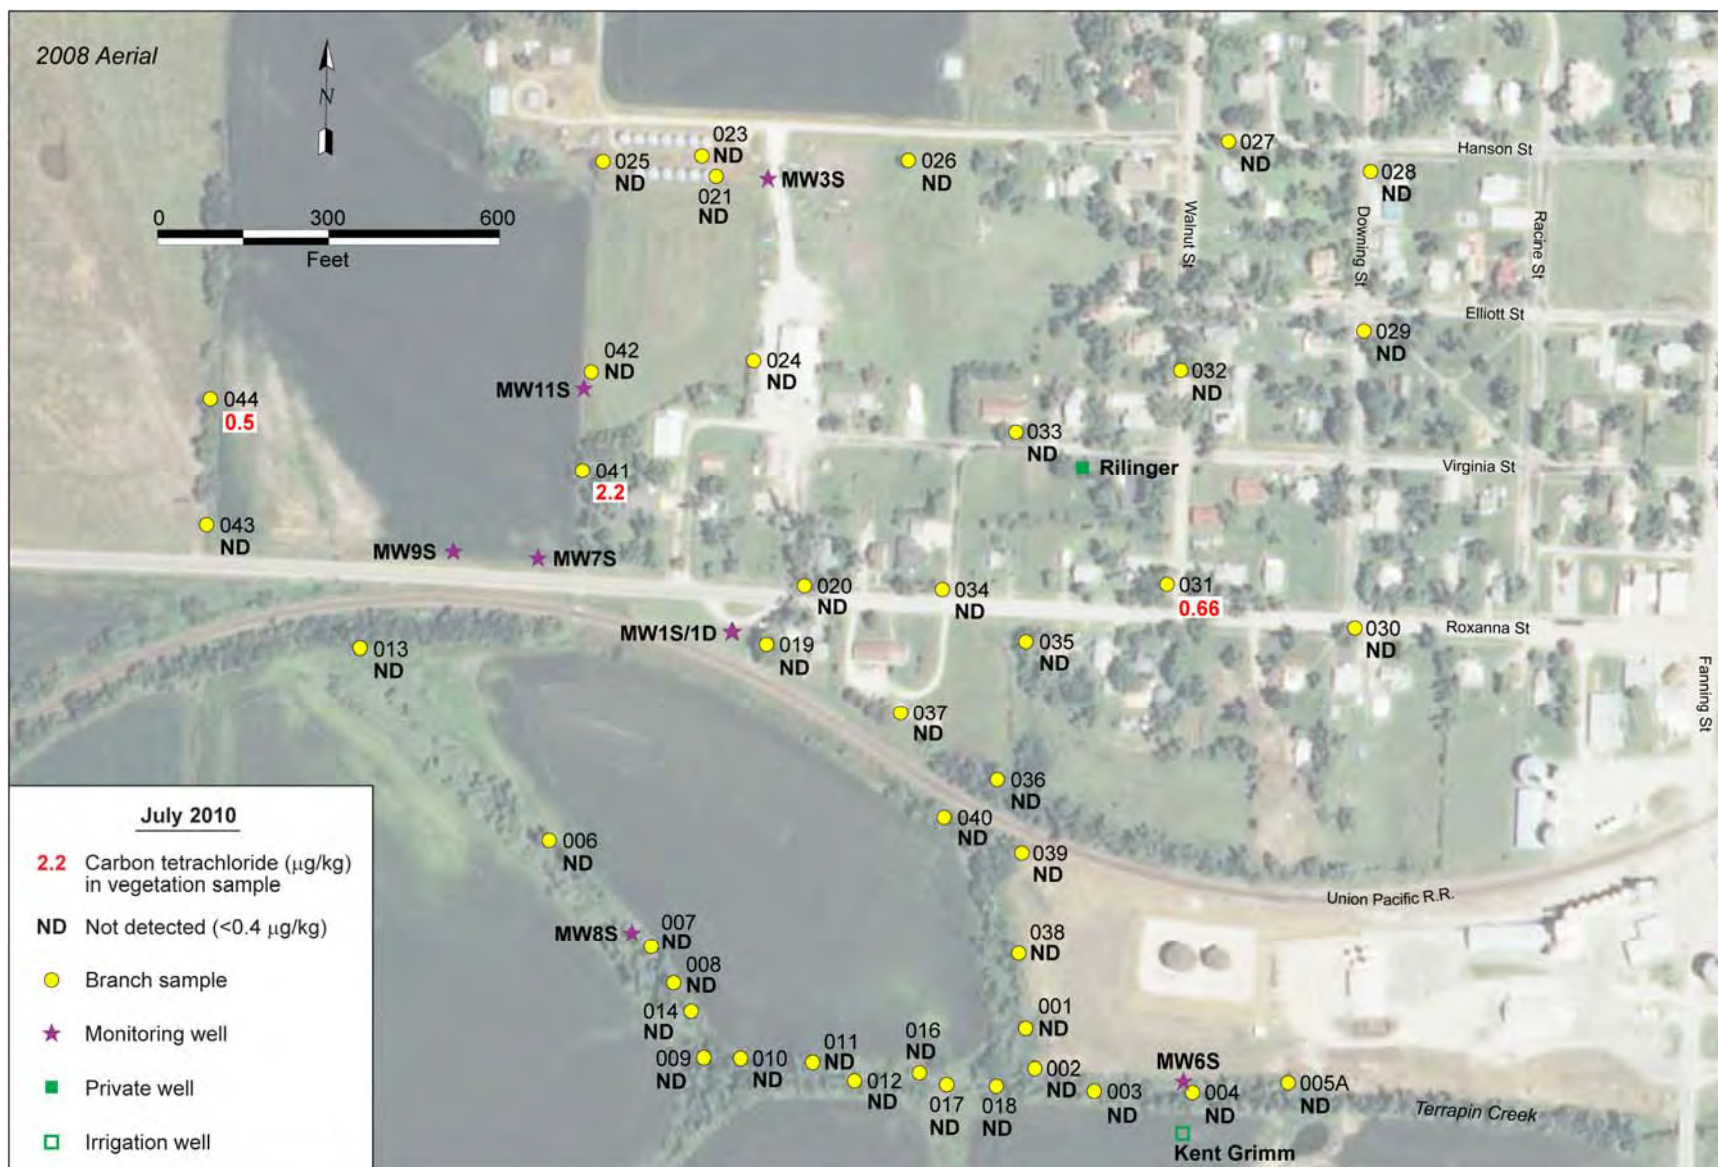 2008 Aerial
N
0 300 600
Feet
023
ND
025
ND
021
ND
MW3S
026
ND
027
ND
Hanson St
028
ND
Walnut St
Downing St
Racine St
Elliott St
029
ND
042
ND
MW11S
024
ND
032
ND
044
0.5
033
ND
Rilinger
Virginia St
041
2.2
043
ND
MW9S
MW7S
020
ND
034
ND
031
0.66
MW1S/1D
019
ND
035
ND
030
ND
Roxanna St
Fanning St
013
ND
037
ND
036
ND
040
ND
039
ND
Union Pacific R.R.
006
ND
MW8S
007
ND
008
ND
014
ND
038
ND
001
ND
009
ND
010
ND
011
ND
012
ND
016
ND
017
ND
018
ND
002
ND
003
ND
MW6S
004
ND
005A
ND
Terrapin Creek
Kent Grimm
July 2010
2.2 Carbon tetrachloride (µg/kg)
in vegetation sample
ND Not detected (<0.4 µg/kg)
Branch sample
Monitoring well
Private well
Irrigation well